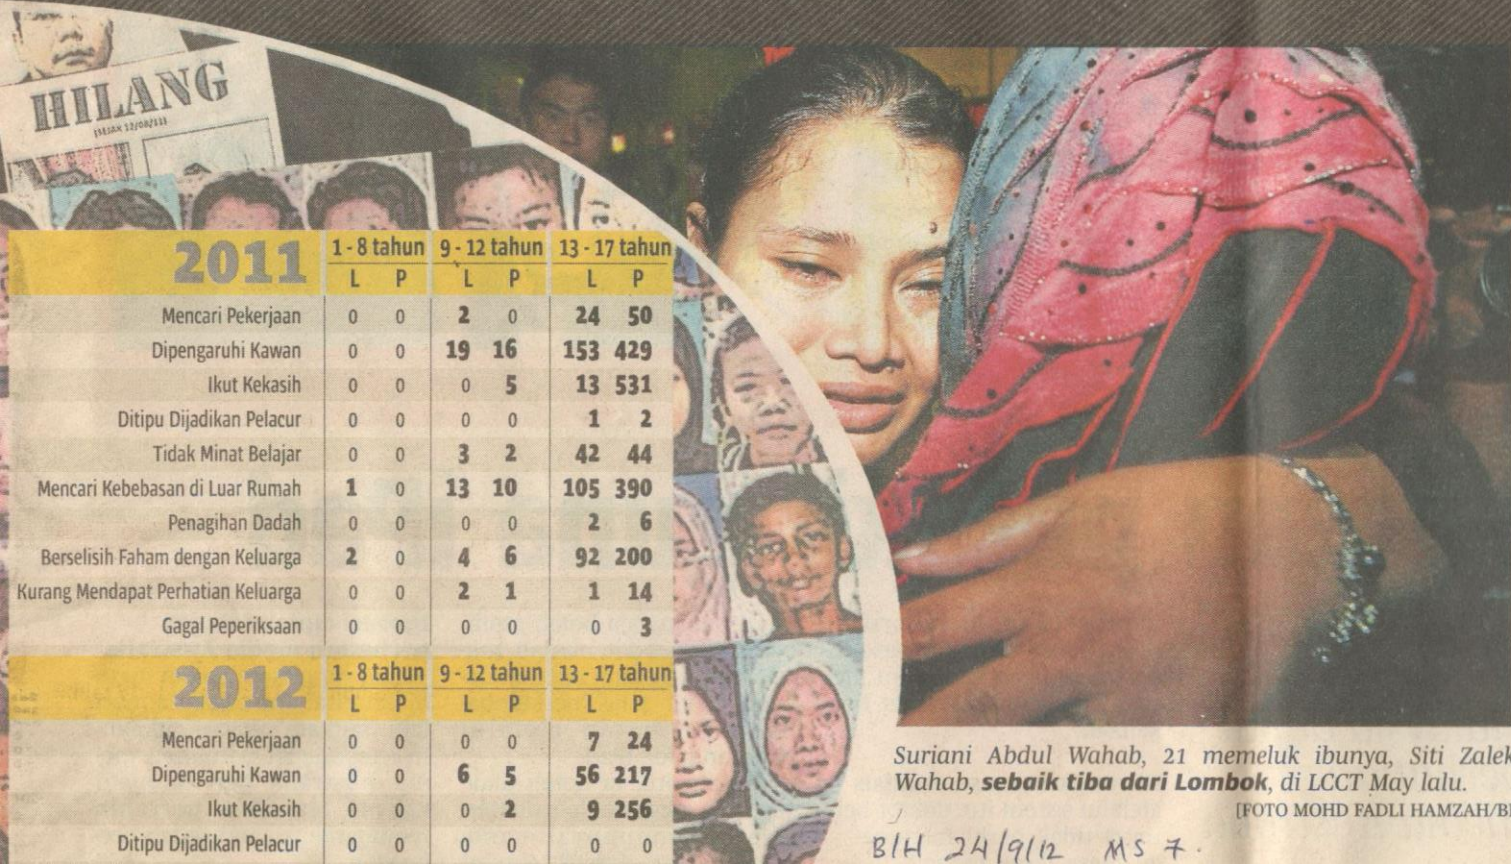 HILANG
2011 1 - 8 tahun 9 - 12 tahun 13 - 17 tahun
L P L P L P
Mencari Pekerjaan 0 0 2 0 24 50
Dipengaruhi Kawan 0 0 19 16 153 429
Ikut Kekasih 0 0 0 5 13 531
Ditipu Dijadikan Pelacur 0 0 0 0 1 2
Tidak Minat Belajar 0 0 3 2 42 44
Mencari Kebebasan di Luar Rumah 1 0 13 10 105 390
Penagihan Dadah 0 0 0 0 2 6
Berselisih Faham dengan Keluarga 2 0 4 6 92 200
Kurang Mendapat Perhatian Keluarga 0 0 2 1 1 14
Gagal Peperiksaan 0 0 0 0 0 3
2012 1 - 8 tahun 9 - 12 tahun 13 - 17 tahun
L P L P L P
Mencari Pekerjaan 0 0 0 0 7 24
Dipengaruhi Kawan 0 0 6 5 56 217
Ikut Kekasih 0 0 0 2 9 256
Ditipu Dijadikan Pelacur 0 0 0 0 0 0
Suriani Abdul Wahab, 21 memeluk ibunya, Siti Zalek
Wahab, sebaik tiba dari Lombok, di LCCT May lalu.
[FOTO MOHD FADLI HAMZAH/B
B/H 24/9/12 MS 7.